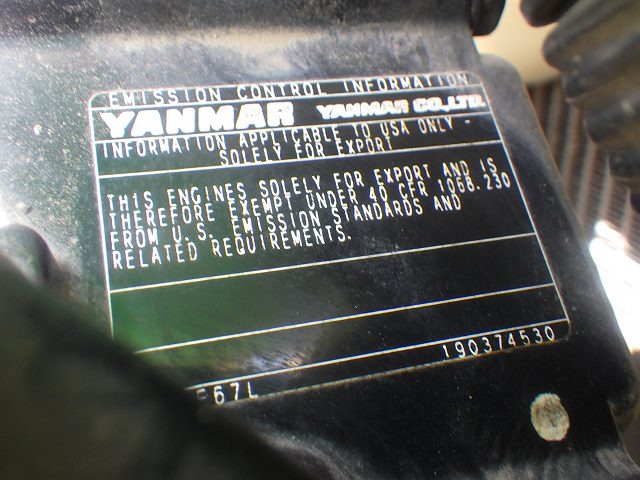 EMISSION CONTROL INFORMATION
YANMAR YANMAR CO.,LTD.
INFORMATION APPLICABLE TO USA ONLY -
SOLELY FOR EXPORT
THIS ENGINES SOLELY FOR EXPORT AND IS
THEREFORE EXEMPT UNDER 40 CFR 1068.230
FROM U.S. EMISSION STANDARDS AND
RELATED REQUIREMENTS.
E67L 190374530